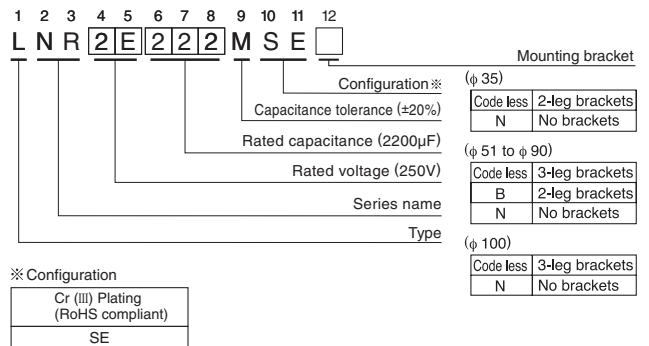 1 2 3 4 5 6 7 8 9 10 11 12
L N R 2 E 2 2 2 M S E
Mounting bracket
Configuration※
Capacitance tolerance (±20%)
Rated capacitance (2200µF)
Rated voltage (250V)
Series name
Type
(ϕ 35)
Code less 2-leg brackets
N No brackets
(ϕ 51 to ϕ 90)
Code less 3-leg brackets
B 2-leg brackets
N No brackets
(ϕ 100)
Code less 3-leg brackets
N No brackets
※Configuration
Cr (III) Plating
(RoHS compliant)
SE